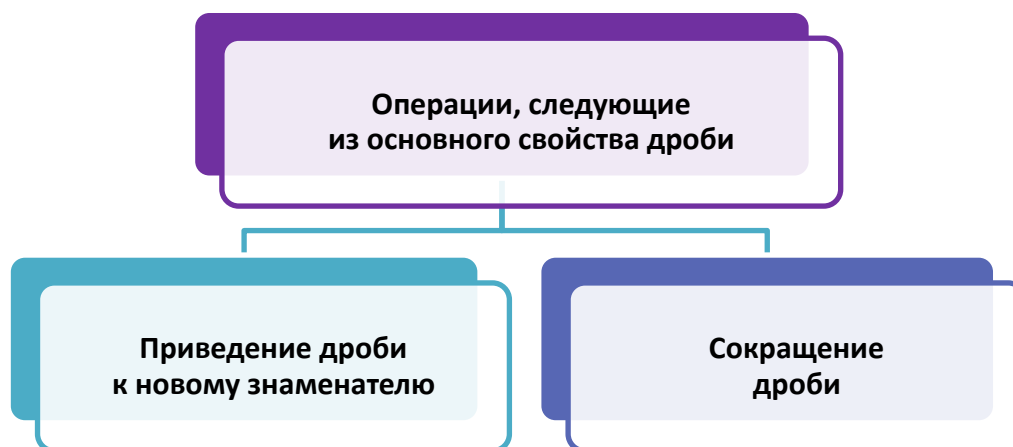 Операции, следующие
из основного свойства дроби
Приведение дроби
к новому знаменателю
Сокращение
дроби